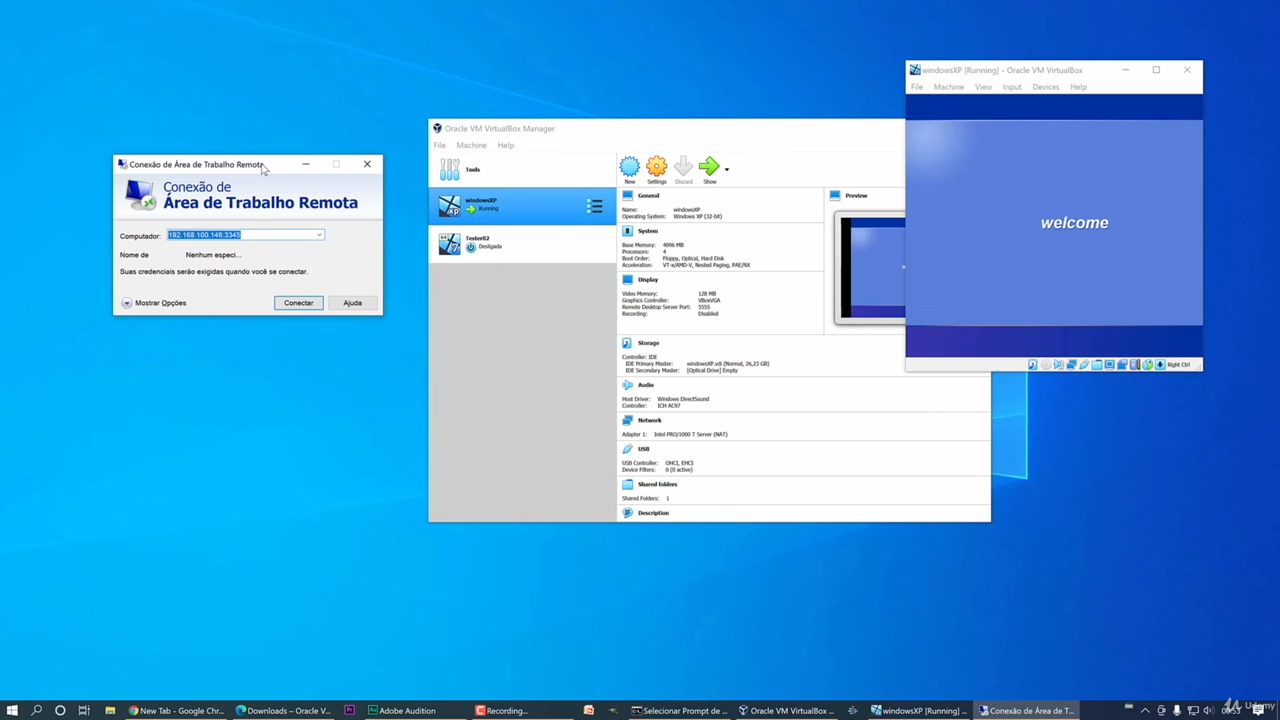 Conexão de Área de Trabalho Remota
Conexão de
Área de Trabalho Remota
Computador:
192.168.100.146:3345
Nome de
Nenhum especi...
Suas credenciais serão exigidas quando você se conectar.
Mostrar Opções
Conectar
Ajuda
Oracle VM VirtualBox Manager
File Machine Help
Tools
windowsXP
Running
Tester02
Desligada
New Settings Discard Show
General
Name: windowsXP
Operating System: Windows XP (32-bit)
System
Base Memory: 4096 MB
Processors: 4
Boot Order: Floppy, Optical, Hard Disk
Acceleration: VT-x/AMD-V, Nested Paging, PAE/NX
Display
Video Memory: 128 MB
Graphics Controller: VBoxVGA
Remote Desktop Server Port: 5555
Recording: Disabled
Storage
Controller: IDE
IDE Primary Master: windowsXP.vdi (Normal, 26,23 GB)
IDE Secondary Master: [Optical Drive] Empty
Audio
Host Driver: Windows DirectSound
Controller: ICH AC97
Network
Adapter 1: Intel PRO/1000 T Server (NAT)
USB
USB Controller: OHCI, EHCI
Device Filters: 0 (0 active)
Shared folders
Shared Folders: 1
Description
Preview
windowsXP [Running] - Oracle VM VirtualBox
File Machine View Input Devices Help
welcome
Right Ctrl
New Tab - Google Chr...
Downloads – Oracle V...
Adobe Audition
Recording...
Selecionar Prompt de ...
Oracle VM VirtualBox ...
windowsXP [Running] ...
Conexão de Área de T...
Udemy